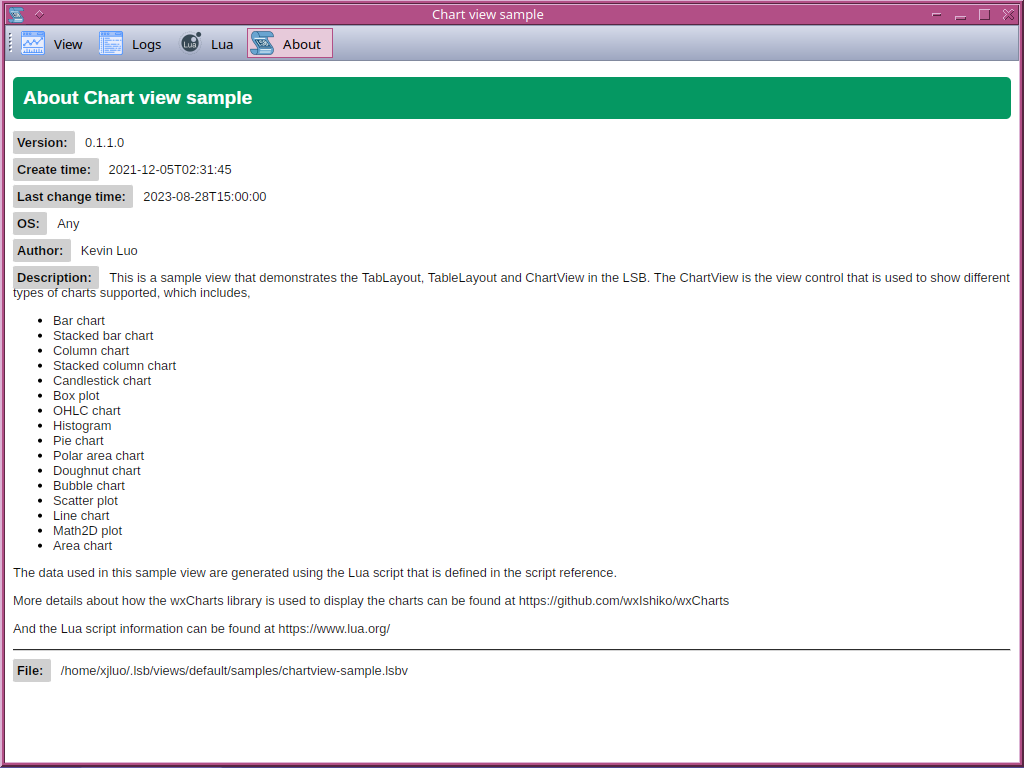 Chart view sample
View Logs Lua About
About Chart view sample
Version: 0.1.1.0
Create time: 2021-12-05T02:31:45
Last change time: 2023-08-28T15:00:00
OS: Any
Author: Kevin Luo
Description: This is a sample view that demonstrates the TabLayout, TableLayout and ChartView in the LSB. The ChartView is the view control that is used to show different
types of charts supported, which includes,
• Bar chart
• Stacked bar chart
• Column chart
• Stacked column chart
• Candlestick chart
• Box plot
• OHLC chart
• Histogram
• Pie chart
• Polar area chart
• Doughnut chart
• Bubble chart
• Scatter plot
• Line chart
• Math2D plot
• Area chart
The data used in this sample view are generated using the Lua script that is defined in the script reference.
More details about how the wxCharts library is used to display the charts can be found at https://github.com/wxIshiko/wxCharts
And the Lua script information can be found at https://www.lua.org/
File: /home/xjluo/.lsb/views/default/samples/chartview-sample.lsbv